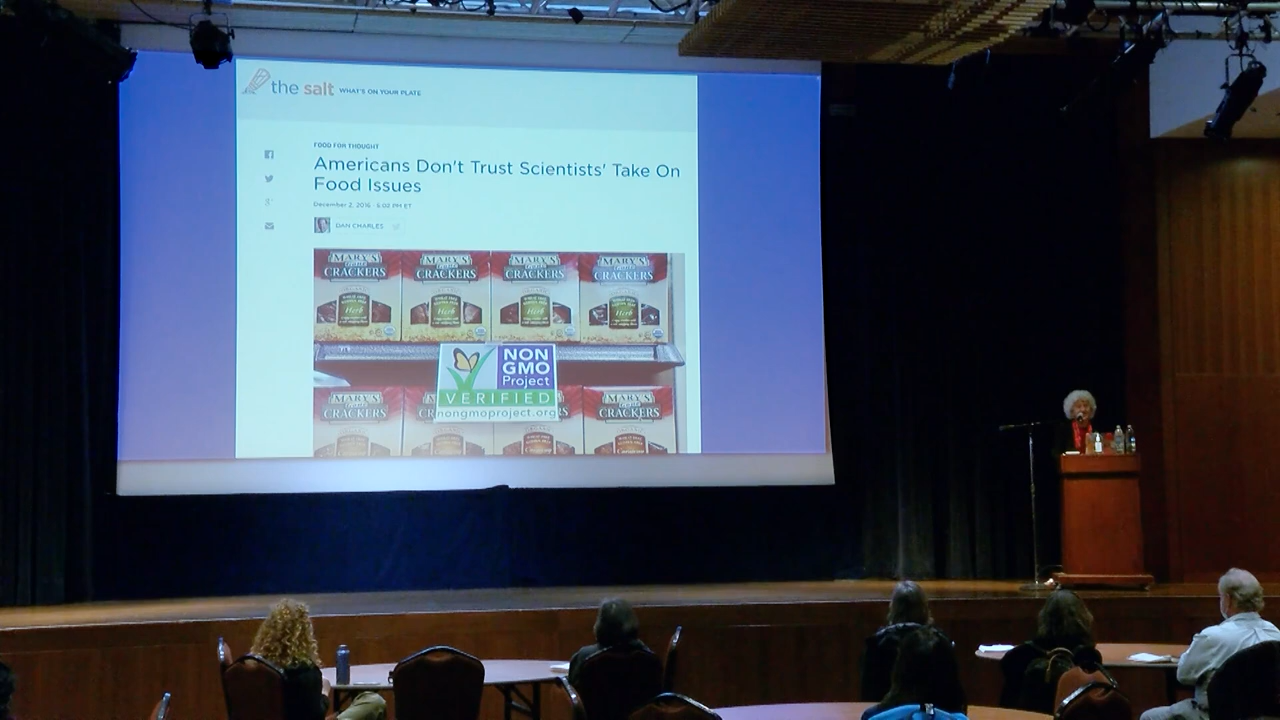 the salt WHAT'S ON YOUR PLATE
FOOD FOR THOUGHT
Americans Don't Trust Scientists' Take On
Food Issues
December 2, 2016 · 6:02 PM ET
DAN CHARLES
MARY'S MARY'S MARY'S MARY'S
CRACKERS CRACKERS CRACKERS CRACKERS
Herb Herb Herb Herb
NON
GMO
Project
VERIFIED
nongmoproject.org
MARY'S MARY'S
CRACKERS CRACKERS